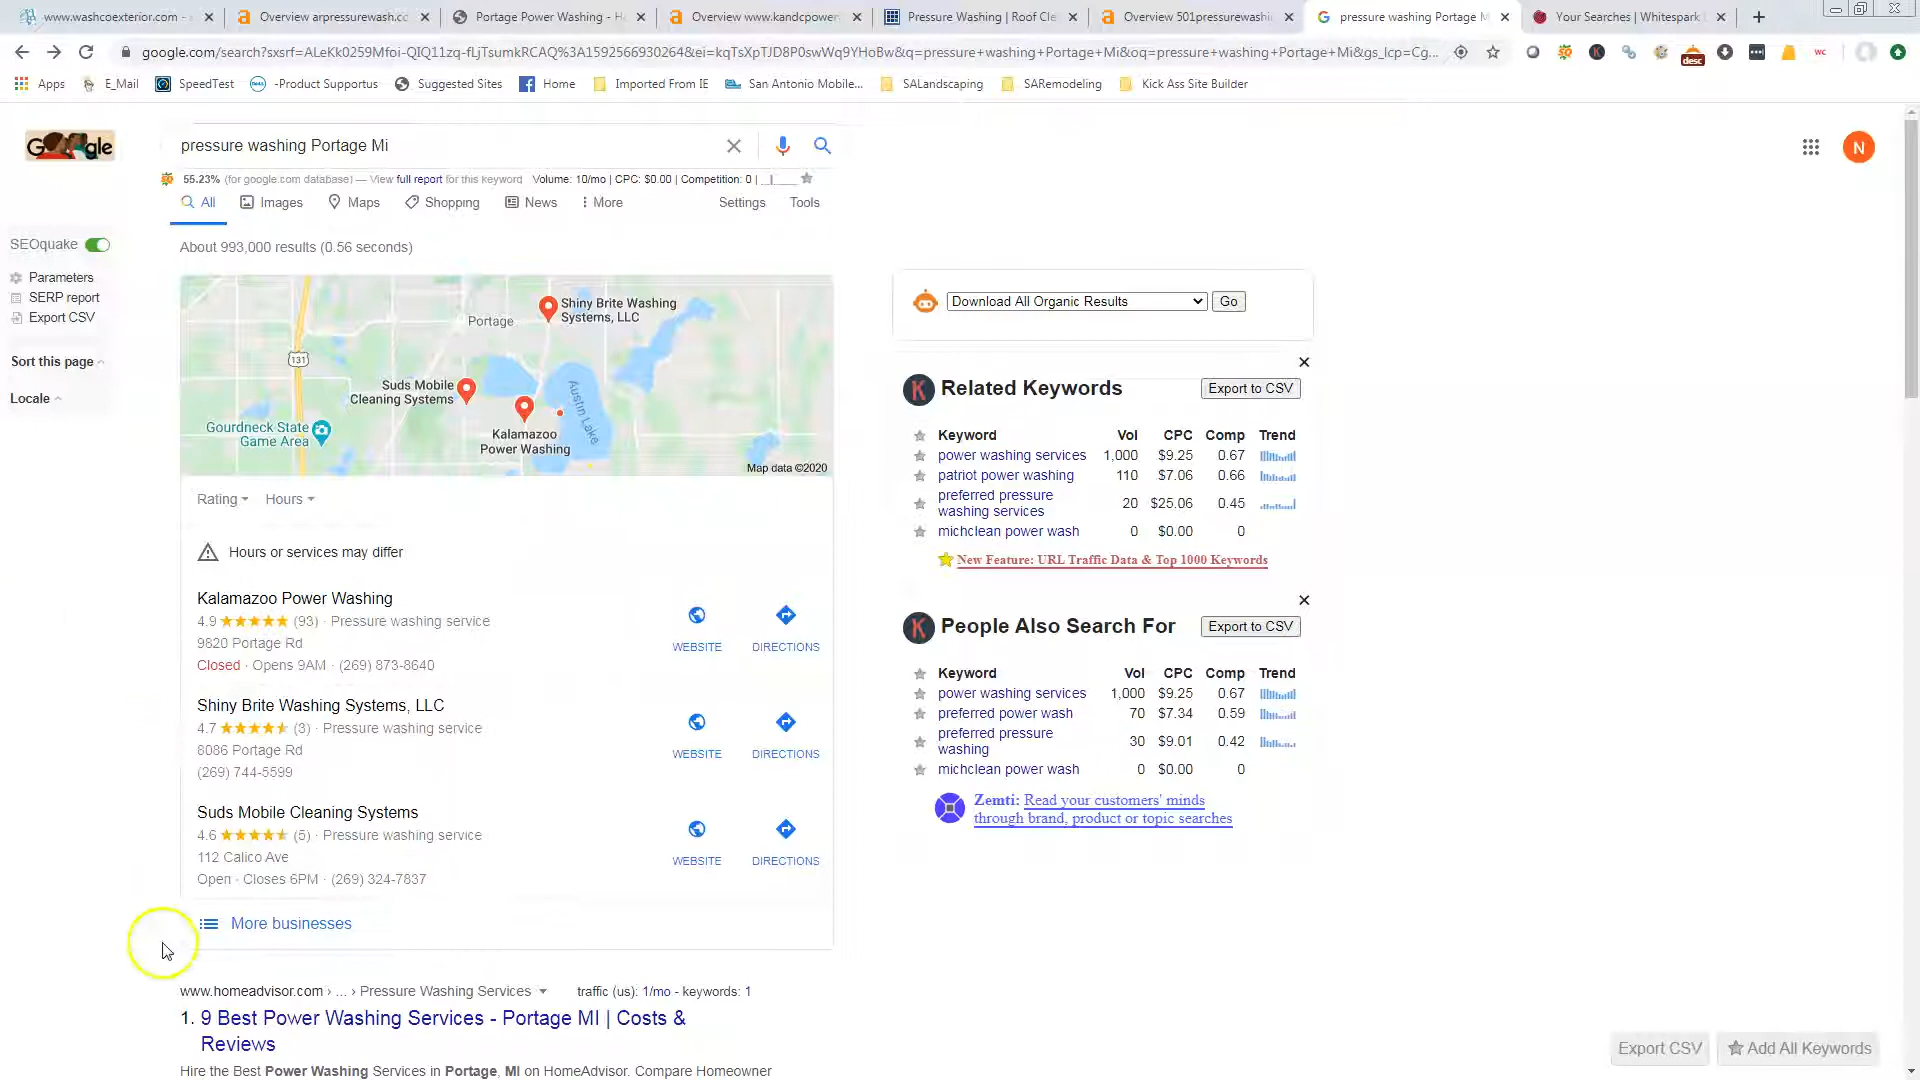 www.washcoexterior.com -
Overview arpressurewash.co
Portage Power Washing - H
Overview www.kandcpower
Pressure Washing | Roof Cle
Overview 501pressurewashi
pressure washing Portage M
Your Searches | Whitespark L
google.com/search?sxsrf=ALeKk0259Mfoi-QIQ11zq-fLjTsumkRCAQ%3A1592566930264&ei=kqTsXpTJD8P0swWq9YHoBw&q=pressure+washing+Portage+Mi&oq=pressure+washing+Portage+Mi&gs_lcp=Cg...
desc
WC
Apps
E_Mail
SpeedTest
-Product Supportus
Suggested Sites
Home
Imported From IE
San Antonio Mobile...
SALandscaping
SARemodeling
Kick Ass Site Builder
Google
pressure washing Portage Mi
N
55.23% (for google.com database) — View full report for this keyword Volume: 10/mo | CPC: $0.00 | Competition: 0 |
All
Images
Maps
Shopping
News
More
Settings
Tools
About 993,000 results (0.56 seconds)
SEOquake
Parameters
SERP report
Export CSV
Sort this page
Locale
Shiny Brite Washing
Systems, LLC
Portage
131
Suds Mobile
Cleaning Systems
Austin Lake
Gourdneck State
Game Area
Kalamazoo
Power Washing
Map data ©2020
Rating
Hours
Hours or services may differ
Kalamazoo Power Washing
4.9 (93) · Pressure washing service
9820 Portage Rd
Closed · Opens 9AM · (269) 873-8640
WEBSITE
DIRECTIONS
Shiny Brite Washing Systems, LLC
4.7 (3) · Pressure washing service
8086 Portage Rd
(269) 744-5599
WEBSITE
DIRECTIONS
Suds Mobile Cleaning Systems
4.6 (5) · Pressure washing service
112 Calico Ave
Open · Closes 6PM · (269) 324-7837
WEBSITE
DIRECTIONS
More businesses
www.homeadvisor.com › ... › Pressure Washing Services
traffic (us): 1/mo - keywords: 1
1. 9 Best Power Washing Services - Portage MI | Costs &
Reviews
Hire the Best Power Washing Services in Portage, MI on HomeAdvisor. Compare Homeowner
Download All Organic Results
Go
K
Related Keywords
Export to CSV
Keyword Vol CPC Comp Trend
power washing services 1,000 $9.25 0.67
patriot power washing 110 $7.06 0.66
preferred pressure
washing services 20 $25.06 0.45
michclean power wash 0 $0.00 0
New Feature: URL Traffic Data & Top 1000 Keywords
K
People Also Search For
Export to CSV
Keyword Vol CPC Comp Trend
power washing services 1,000 $9.25 0.67
preferred power wash 70 $7.34 0.59
preferred pressure
washing 30 $9.01 0.42
michclean power wash 0 $0.00 0
Zemti: Read your customers' minds
through brand, product or topic searches
Export CSV
Add All Keywords